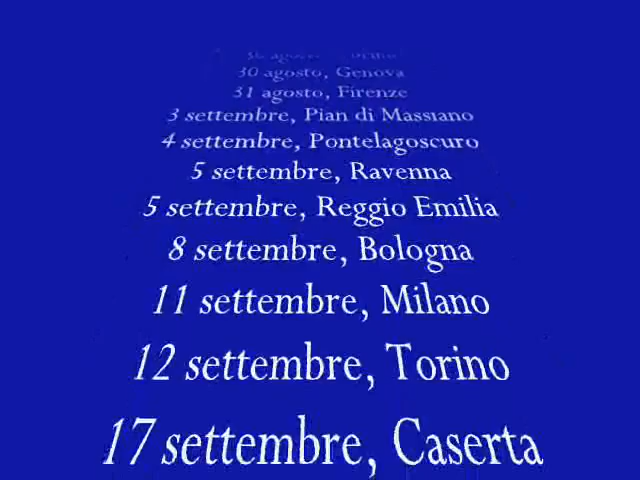 30 agosto, Genova
31 agosto, Firenze
3 settembre, Pian di Massiano
4 settembre, Pontelagoscuro
5 settembre, Ravenna
5 settembre, Reggio Emilia
8 settembre, Bologna
11 settembre, Milano
12 settembre, Torino
17 settembre, Caserta